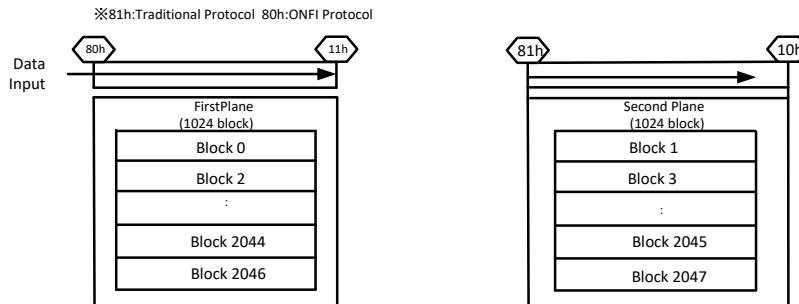 ※81h:Traditional Protocol 80h:ONFI Protocol
80h
11h
81h
10h
Data
Input
FirstPlane
(1024 block)
Block 0
Block 2
:
Block 2044
Block 2046
Second Plane
(1024 block)
Block 1
Block 3
:
Block 2045
Block 2047